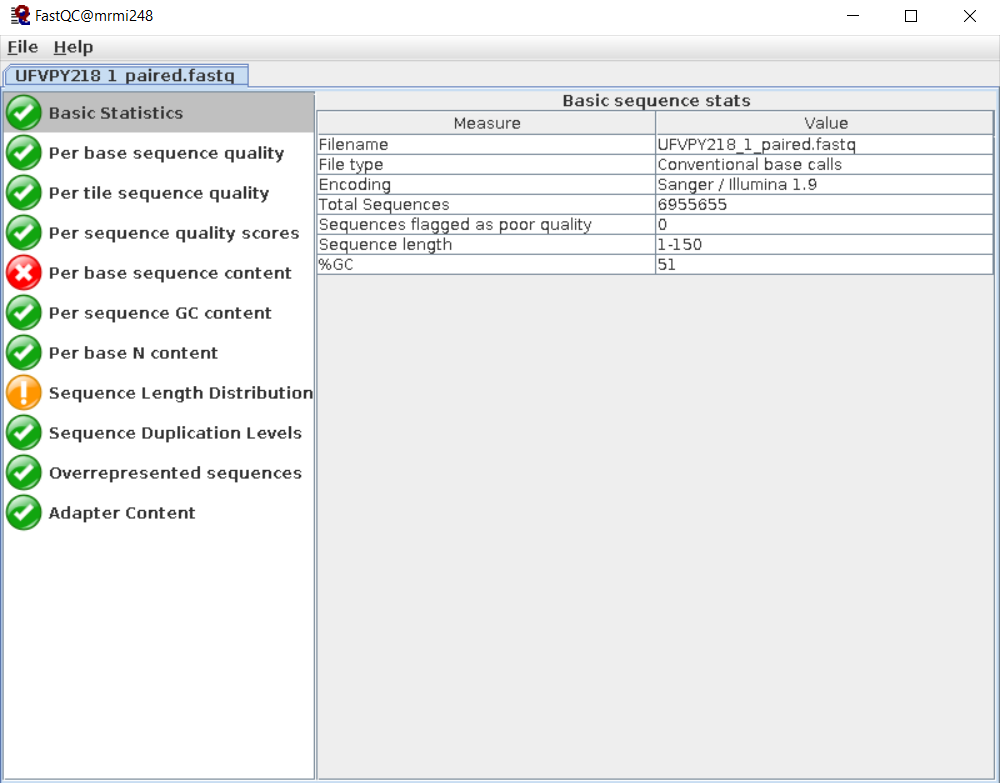 FastQC@mrmi248
File Help
UFVPY218 1 paired.fastq
Basic Statistics
Per base sequence quality
Per tile sequence quality
Per sequence quality scores
Per base sequence content
Per sequence GC content
Per base N content
Sequence Length Distribution
Sequence Duplication Levels
Overrepresented sequences
Adapter Content
Basic sequence stats
Measure Value
Filename UFVPY218_1_paired.fastq
File type Conventional base calls
Encoding Sanger / Illumina 1.9
Total Sequences 6955655
Sequences flagged as poor quality 0
Sequence length 1-150
%GC 51